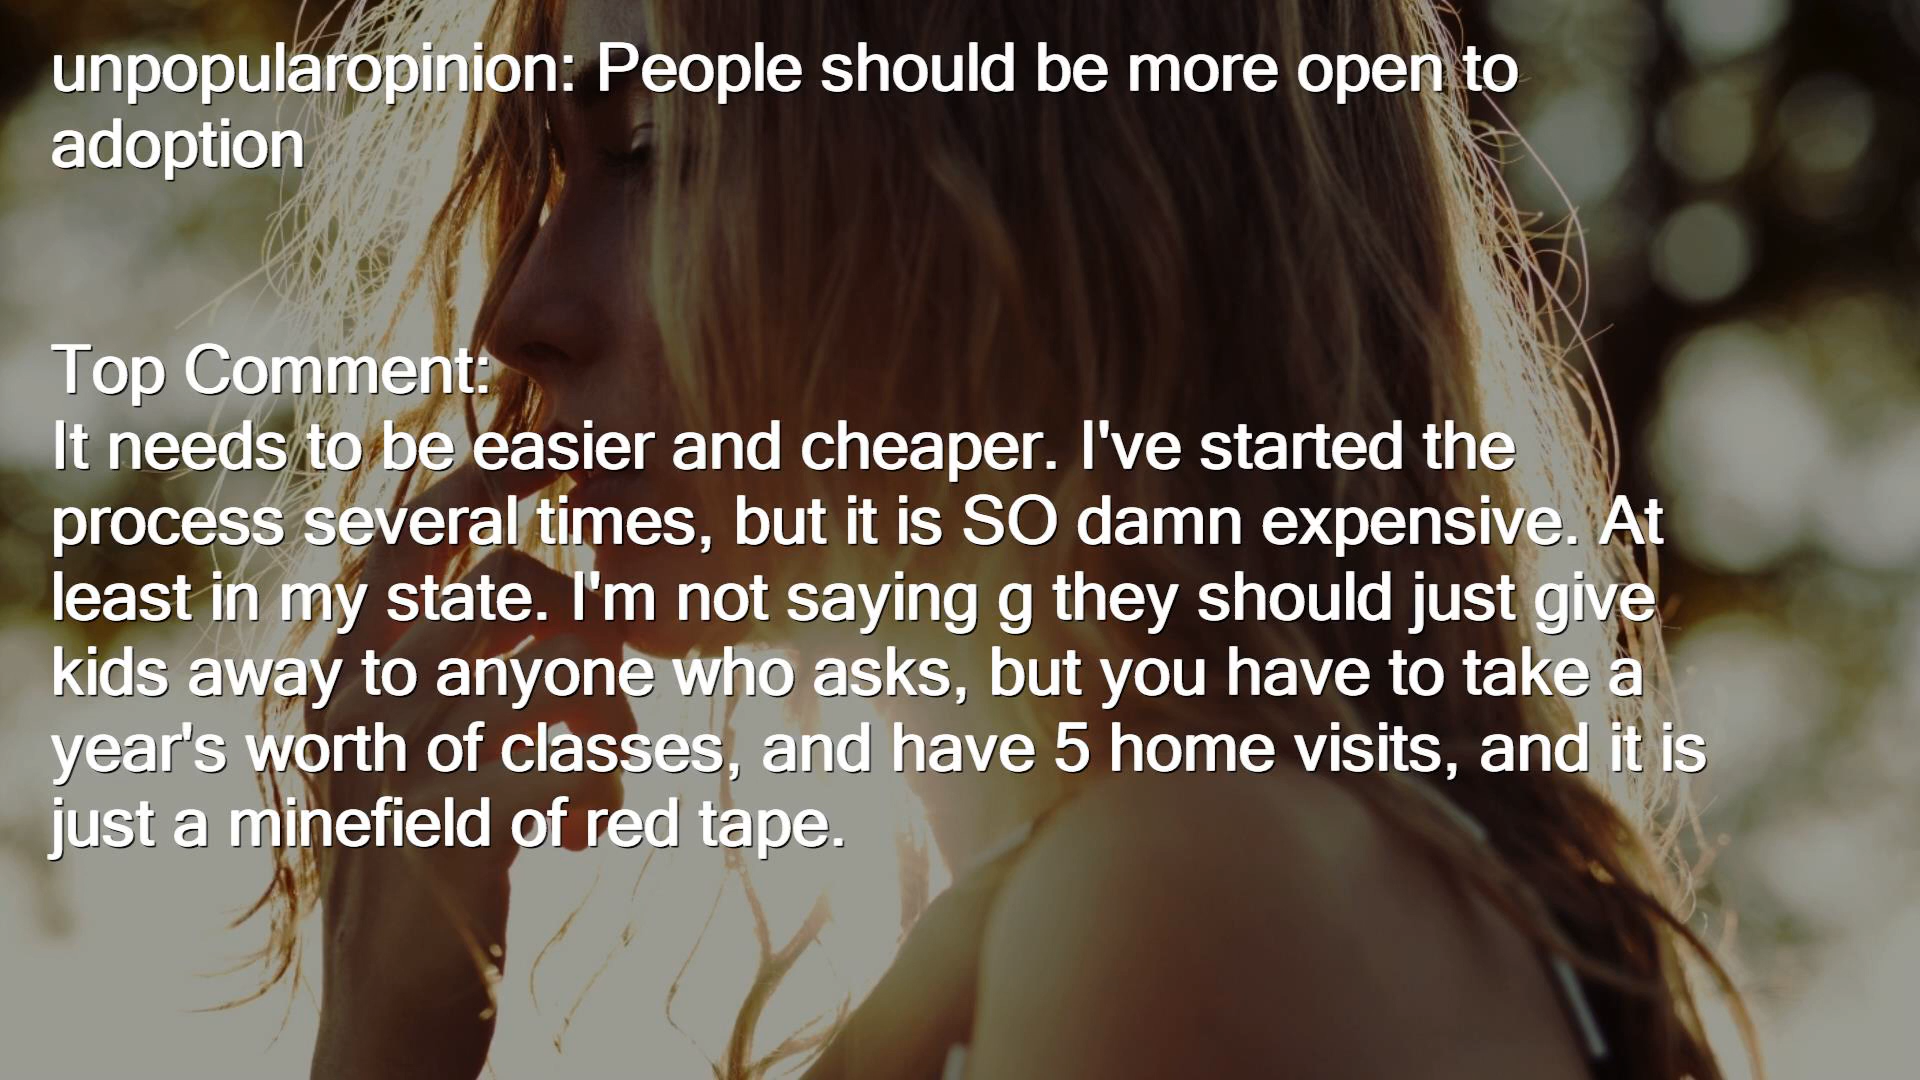 unpopularopinion: People should be more open to
adoption
Top Comment:
It needs to be easier and cheaper. I've started the
process several times, but it is SO damn expensive. At
least in my state. I'm not saying g they should just give
kids away to anyone who asks, but you have to take a
year's worth of classes, and have 5 home visits, and it is
just a minefield of red tape.